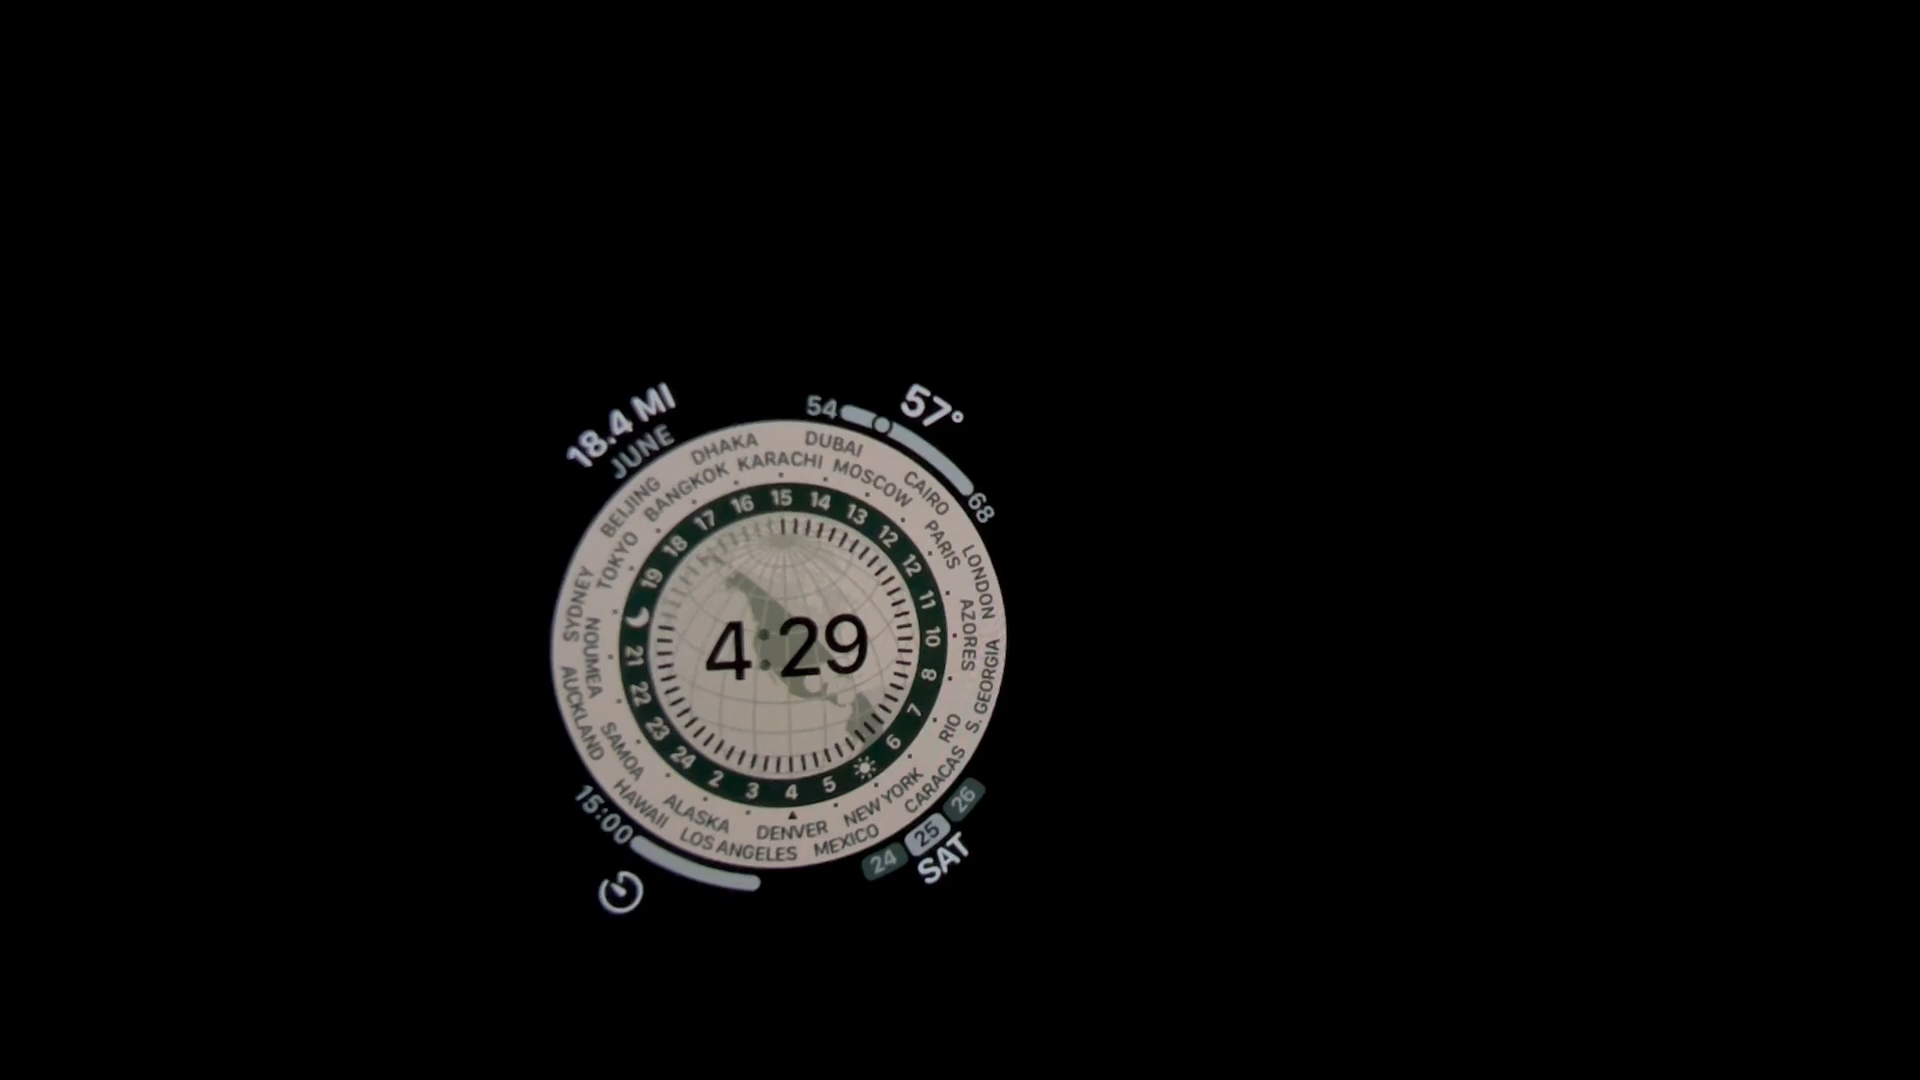 18.4 MI
JUNE
54
57°
68
DHAKA
DUBAI
BEIJING
BANGKOK
KARACHI
MOSCOW
CAIRO
TOKYO
PARIS
LONDON
SYDNEY
NOUMEA
AZORES
S. GEORGIA
AUCKLAND
SAMOA
RIO
CARACAS
HAWAII
ALASKA
LOS ANGELES
DENVER
MEXICO
NEW YORK
15 14 13 12 12 11 10 8 7 6 5 4 3 2 24 23 22 21 19 18 17 16
4:29
15:00
24 25 26
SAT